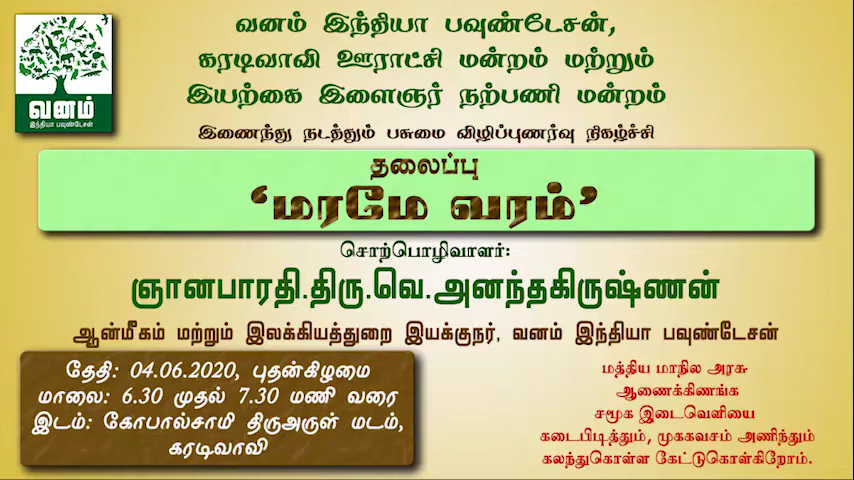 வனம்
இந்தியா பவுண்டேசன்
வனம் இந்தியா பவுண்டேசன்,
கரடிவாவி ஊராட்சி மன்றம் மற்றும்
இயற்கை இளைஞர் நற்பணி மன்றம்
இணைந்து நடத்தும் பசுமை விழிப்புணர்வு நிகழ்ச்சி
தலைப்பு
‘மரமே வரம்’
சொற்பொழிவாளர்:
ஞானபாரதி.திரு.வெ.அனந்தகிருஷ்ணன்
ஆன்மீகம் மற்றும் இலக்கியத்துறை இயக்குநர், வனம் இந்தியா பவுண்டேசன்
தேதி: 04.06.2020, புதன்கிழமை
மாலை: 6.30 முதல் 7.30 மணி வரை
இடம்: கோபால்சாமி திருஅருள் மடம்,
கரடிவாவி
மத்திய மாநில அரசு
ஆணைக்கிணங்க
சமூக இடைவெளியை
கடைபிடித்தும், முககவசம் அணிந்தும்
கலந்துகொள்ள கேட்டுகொள்கிறோம்.